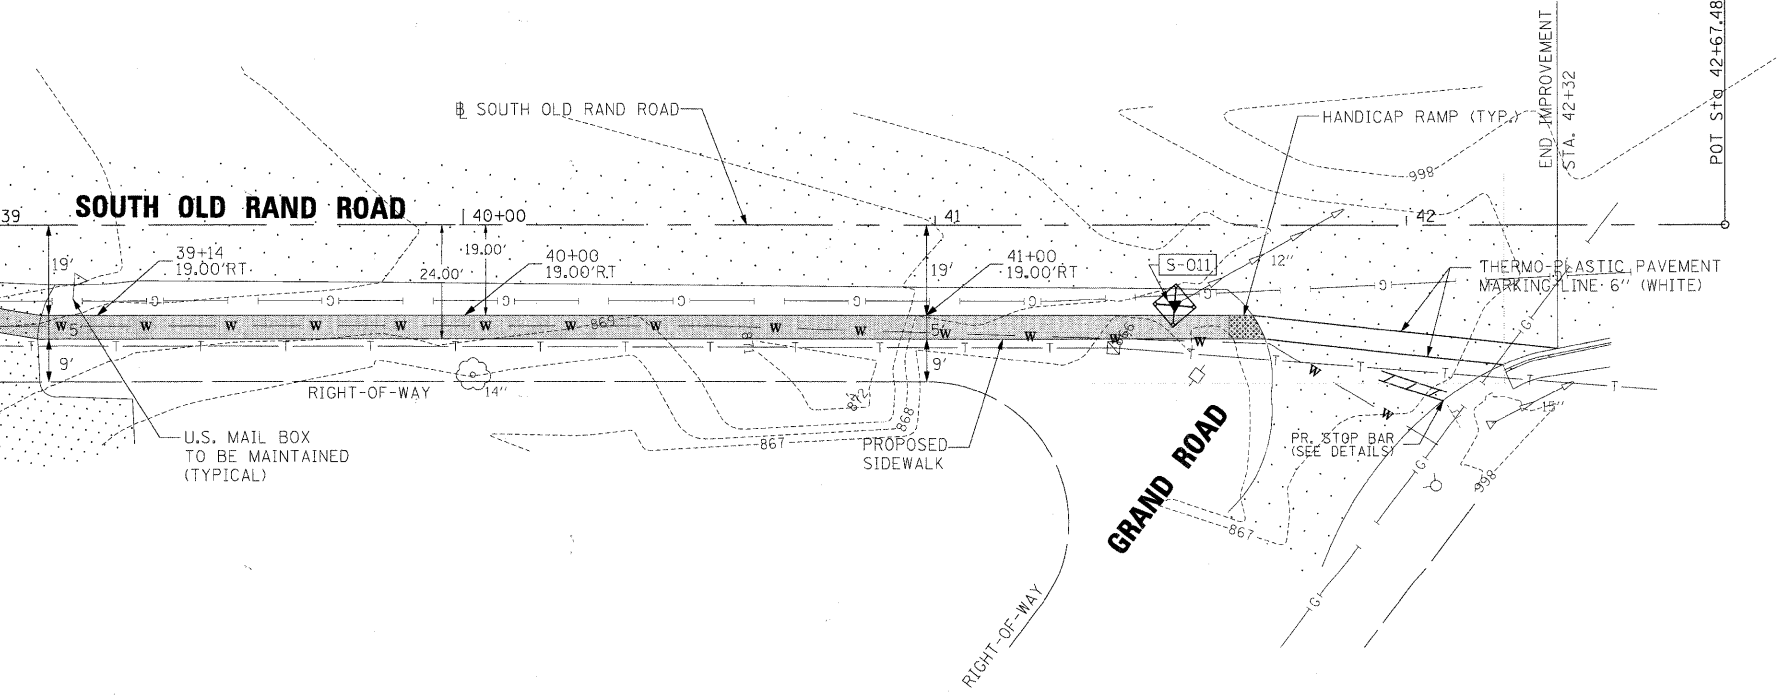 END IMPROVEMENT
STA. 42+32
POT Sta 42+67.48
℄ SOUTH OLD RAND ROAD
HANDICAP RAMP (TYP.)
998
39
SOUTH OLD RAND ROAD
40+00
41
42
19'
39+14
19.00'RT
24.00'
19.00'
40+00
19.00'RT
19'
41+00
19.00'RT
S-011
12"
THERMO-PLASTIC PAVEMENT
MARKING LINE 6" (WHITE)
G G G G G G G G
W 5 W W W W W W W 869 W W 5 W W W W
866
T T T T T T T T T T T T
871
9'
9'
RIGHT-OF-WAY
14"
872
868
867
W
W
15"
U.S. MAIL BOX
TO BE MAINTAINED
(TYPICAL)
PROPOSED
SIDEWALK
GRAND ROAD
PR. STOP BAR
(SEE DETAILS)
G
G
G
998
867
RIGHT-OF-WAY